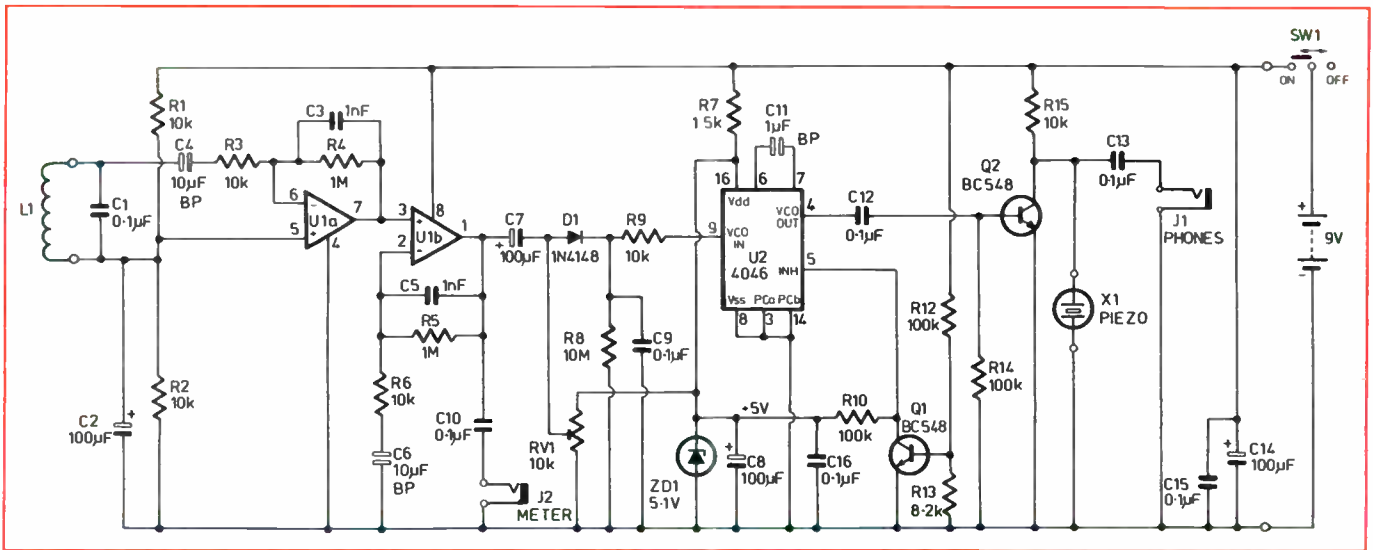 SW1
ON
OFF
R1
10k
C4
10µF
BP
R3
10k
C3
1nF
R4
1M
L1
C1
0·1µF
6
-
5
+
U1a
7
4
3
+
2
-
U1b
8
1
C7
+
100µF
D1
1N4148
R9
10k
R7
1·5k
C11
1µF
BP
16
6
7
Vdd
9
VCO
IN
VCO
OUT
4
U2
4046
INH
5
Vss
PCa
PCb
8
3
14
C12
0·1µF
Q2
BC548
R15
10k
C13
0·1µF
J1
PHONES
+
9V
-
X1
PIEZO
C5
1nF
R5
1M
R6
10k
C6
10µF
BP
C10
0·1µF
J2
METER
R8
10M
C9
0·1µF
RV1
10k
R12
100k
R14
100k
R2
10k
C2
+
100µF
+5V
R10
100k
Q1
BC548
ZD1
5·1V
+
C8
100µF
C16
0·1µF
R13
8·2k
C15
0·1µF
+
C14
100µF